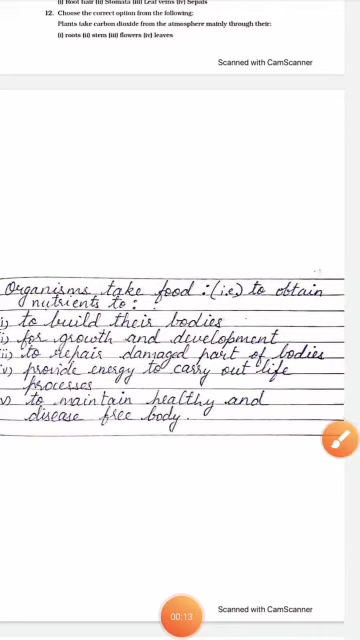 (i) Root hair (ii) Stomata (iii) Leaf veins (iv) Sepals
12. Choose the correct option from the following:
Plants take carbon dioxide from the atmosphere mainly through their:
(i) roots (ii) stem (iii) flowers (iv) leaves
Scanned with CamScanner
Organisms take food :(i.e.) to obtain
nutrients to :
i) to build their bodies
i) for growth and development
ii) to repair damaged part of bodies
iv) provide energy to carry out life
processes
v) to maintain healthy and
disease free body.
00:13
Scanned with CamScanner